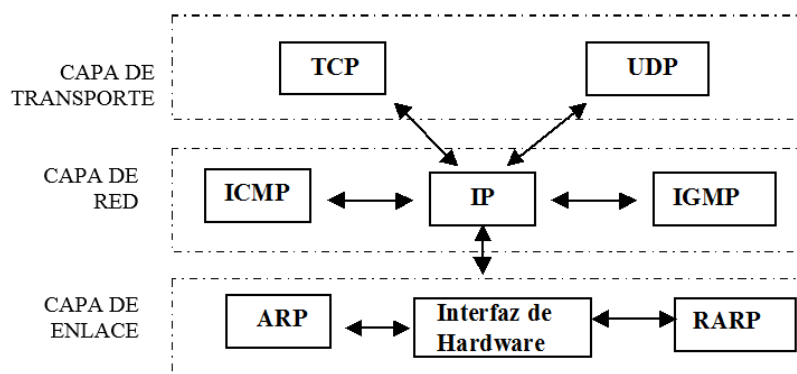 TCP
UDP
CAPA DE
TRANSPORTE
CAPA DE
RED
ICMP
IP
IGMP
CAPA DE
ENLACE
ARP
Interfaz de
Hardware
RARP